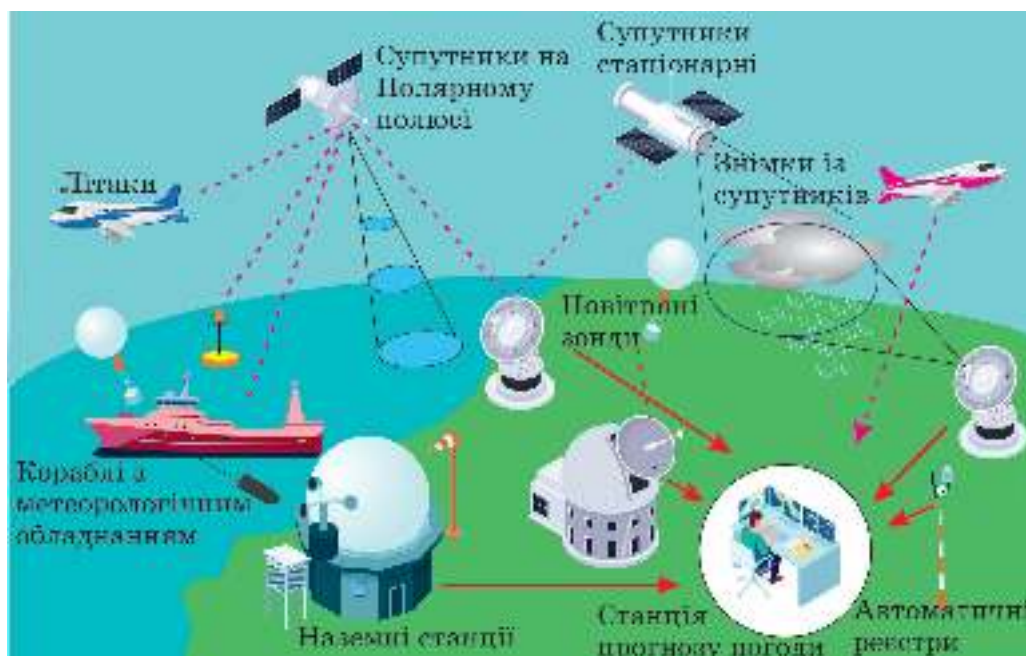 Супутники на
Полярному
полюсі
Супутники
стаціонарні
Літаки
Знімки із
супутників
Повітряні
зонди
Кораблі з
метеорологічним
обладнанням
Наземні станції
Станція
прогнозу погоди
Автоматичні
реєстри